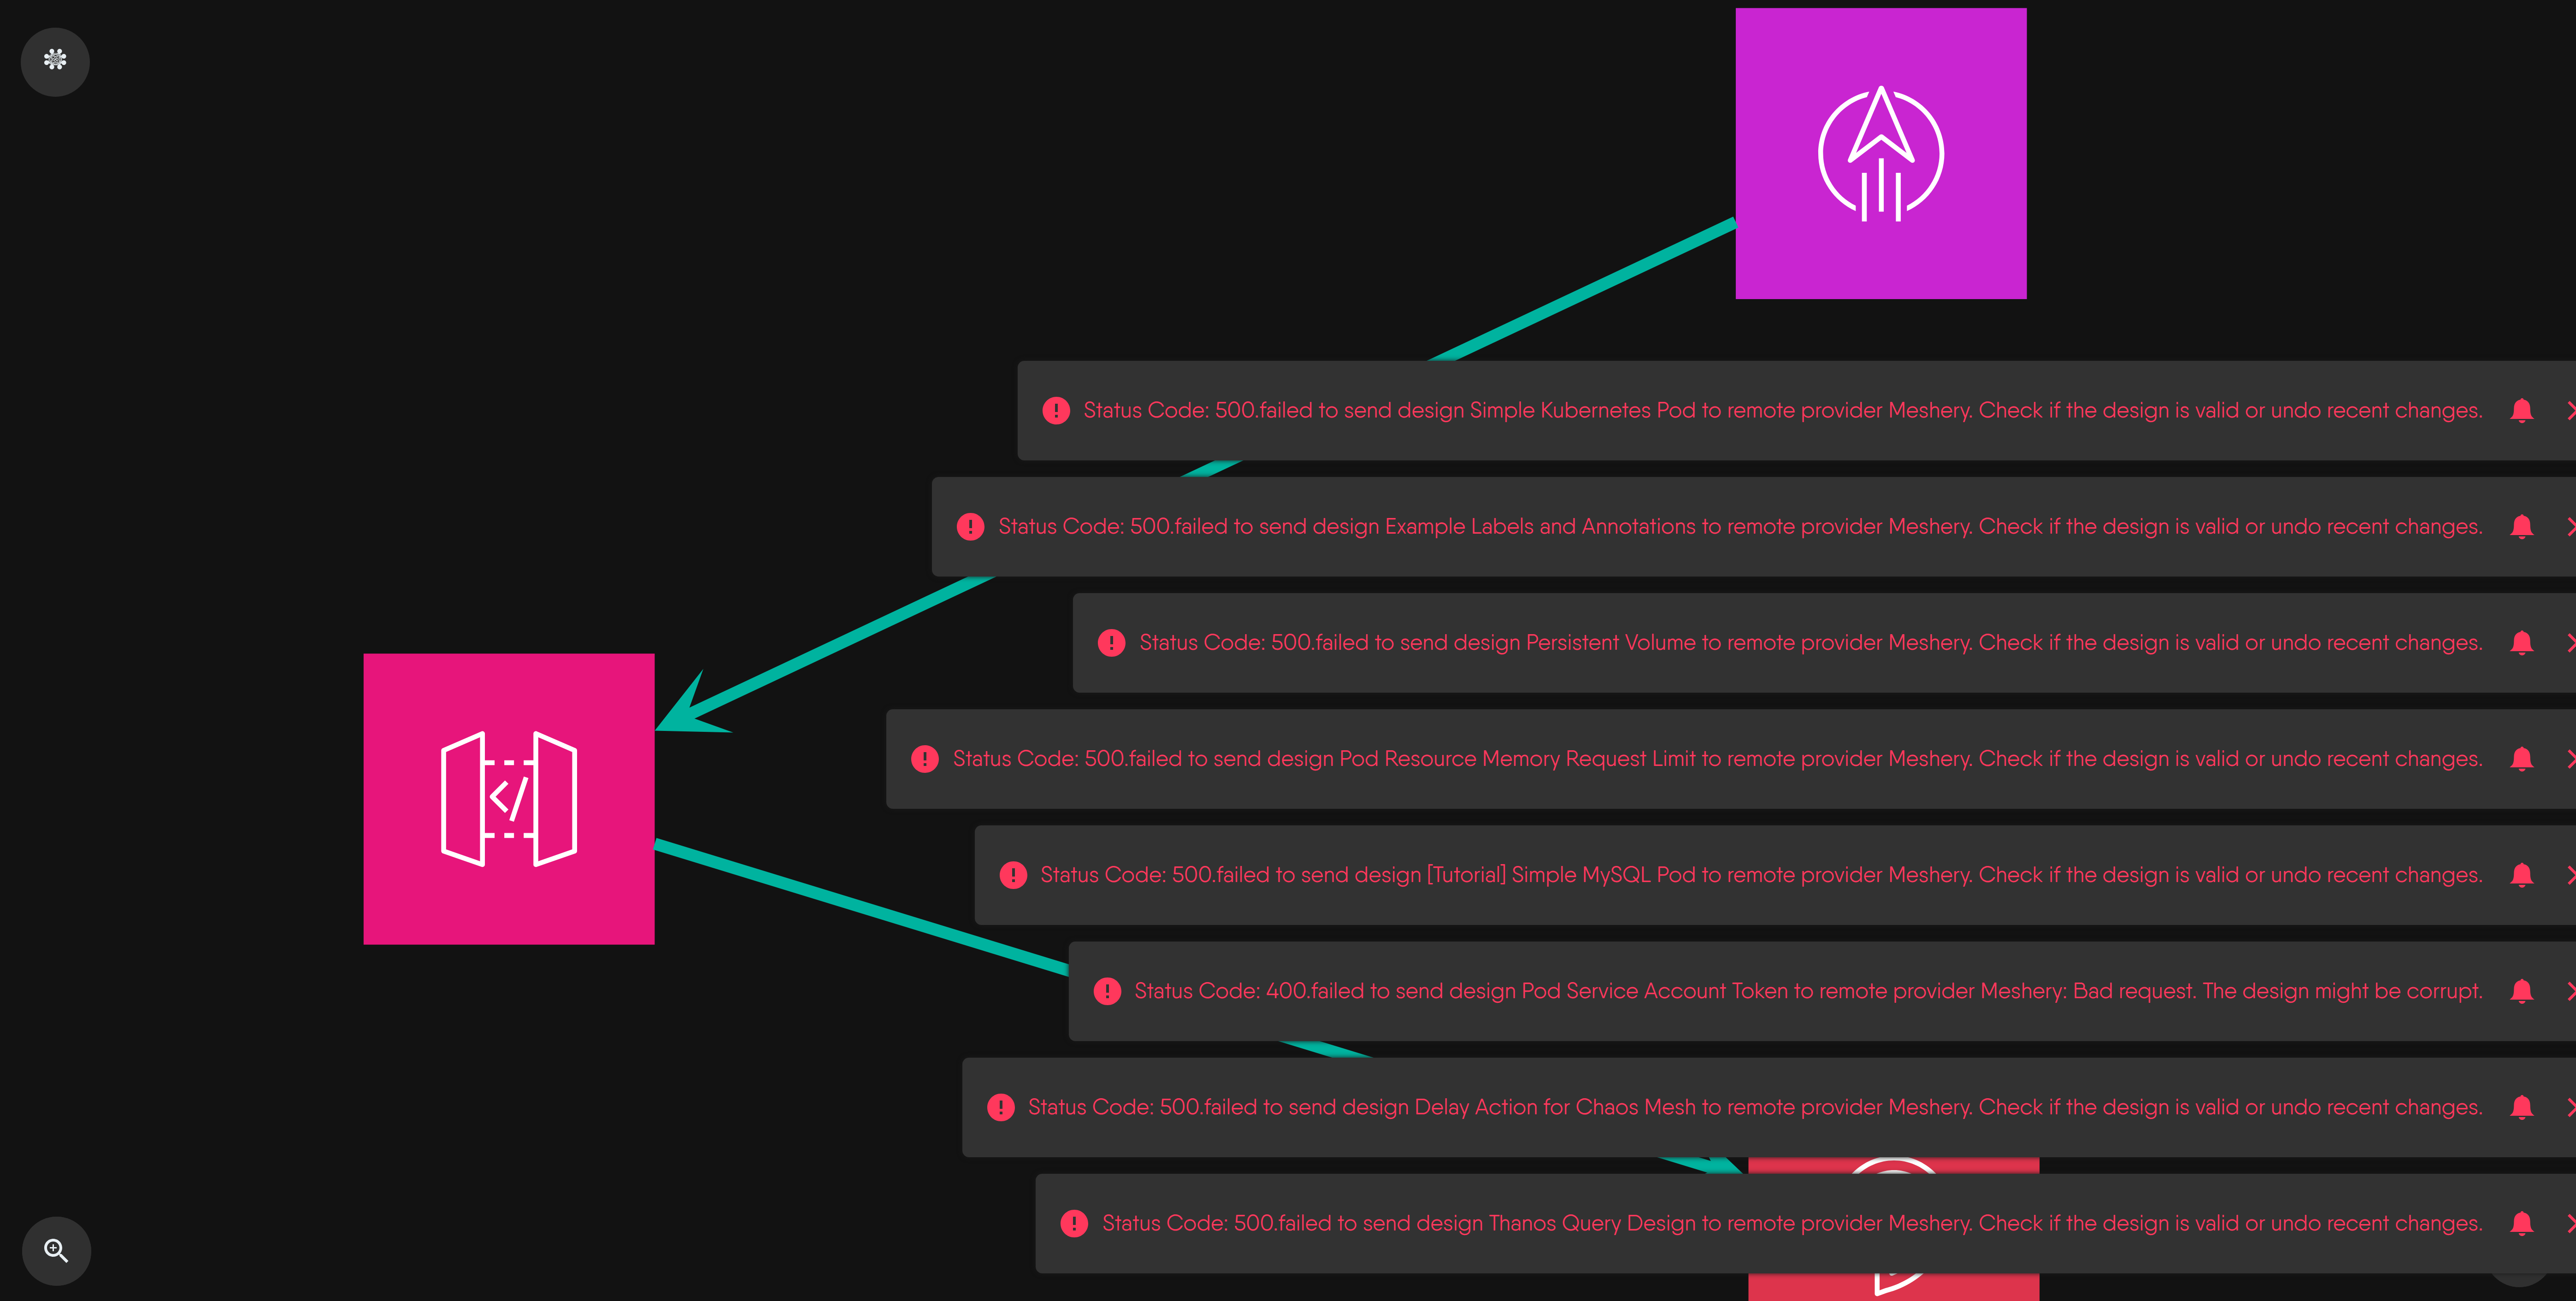 Status Code: 500.failed to send design Simple Kubernetes Pod to remote provider Meshery. Check if the design is valid or undo recent changes.
Status Code: 500.failed to send design Example Labels and Annotations to remote provider Meshery. Check if the design is valid or undo recent changes.
Status Code: 500.failed to send design Persistent Volume to remote provider Meshery. Check if the design is valid or undo recent changes.
Status Code: 500.failed to send design Pod Resource Memory Request Limit to remote provider Meshery. Check if the design is valid or undo recent changes.
Status Code: 500.failed to send design [Tutorial] Simple MySQL Pod to remote provider Meshery. Check if the design is valid or undo recent changes.
Status Code: 400.failed to send design Pod Service Account Token to remote provider Meshery: Bad request. The design might be corrupt.
Status Code: 500.failed to send design Delay Action for Chaos Mesh to remote provider Meshery. Check if the design is valid or undo recent changes.
Status Code: 500.failed to send design Thanos Query Design to remote provider Meshery. Check if the design is valid or undo recent changes.